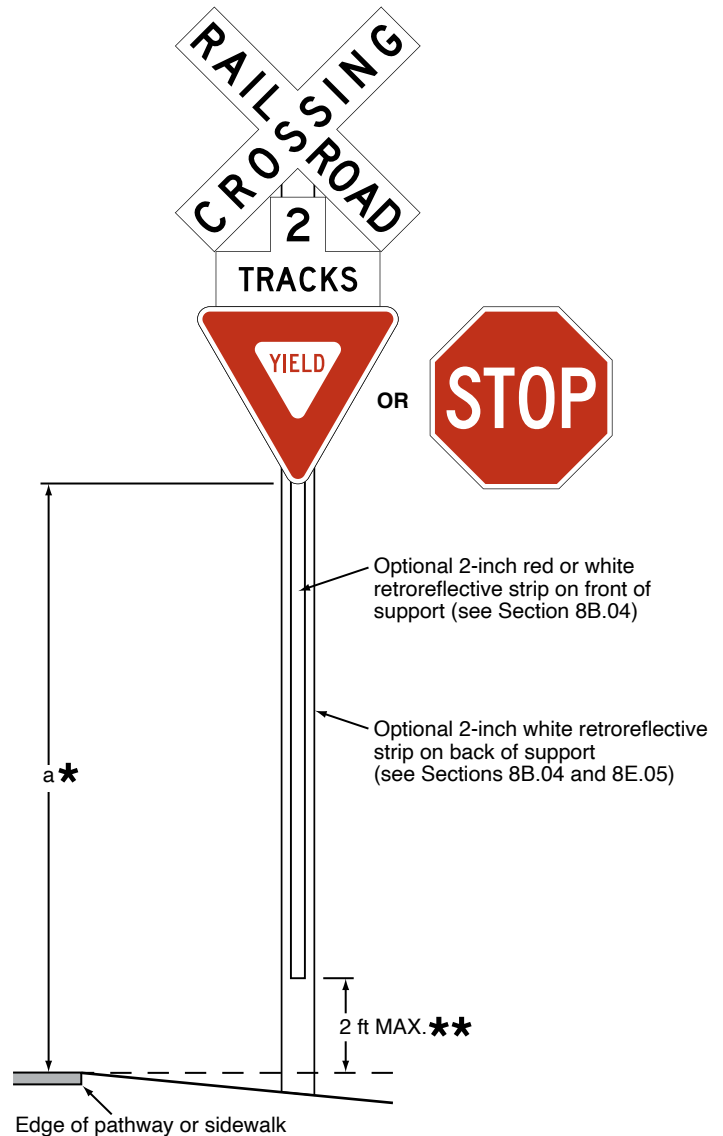 RAILROAD
CROSSING
2
TRACKS
YIELD
OR
STOP
Optional 2-inch red or white
retroreflective strip on front of
support (see Section 8B.04)
Optional 2-inch white retroreflective
strip on back of support
(see Sections 8B.04 and 8E.05)
a★
2 ft MAX.★★
Edge of pathway or sidewalk